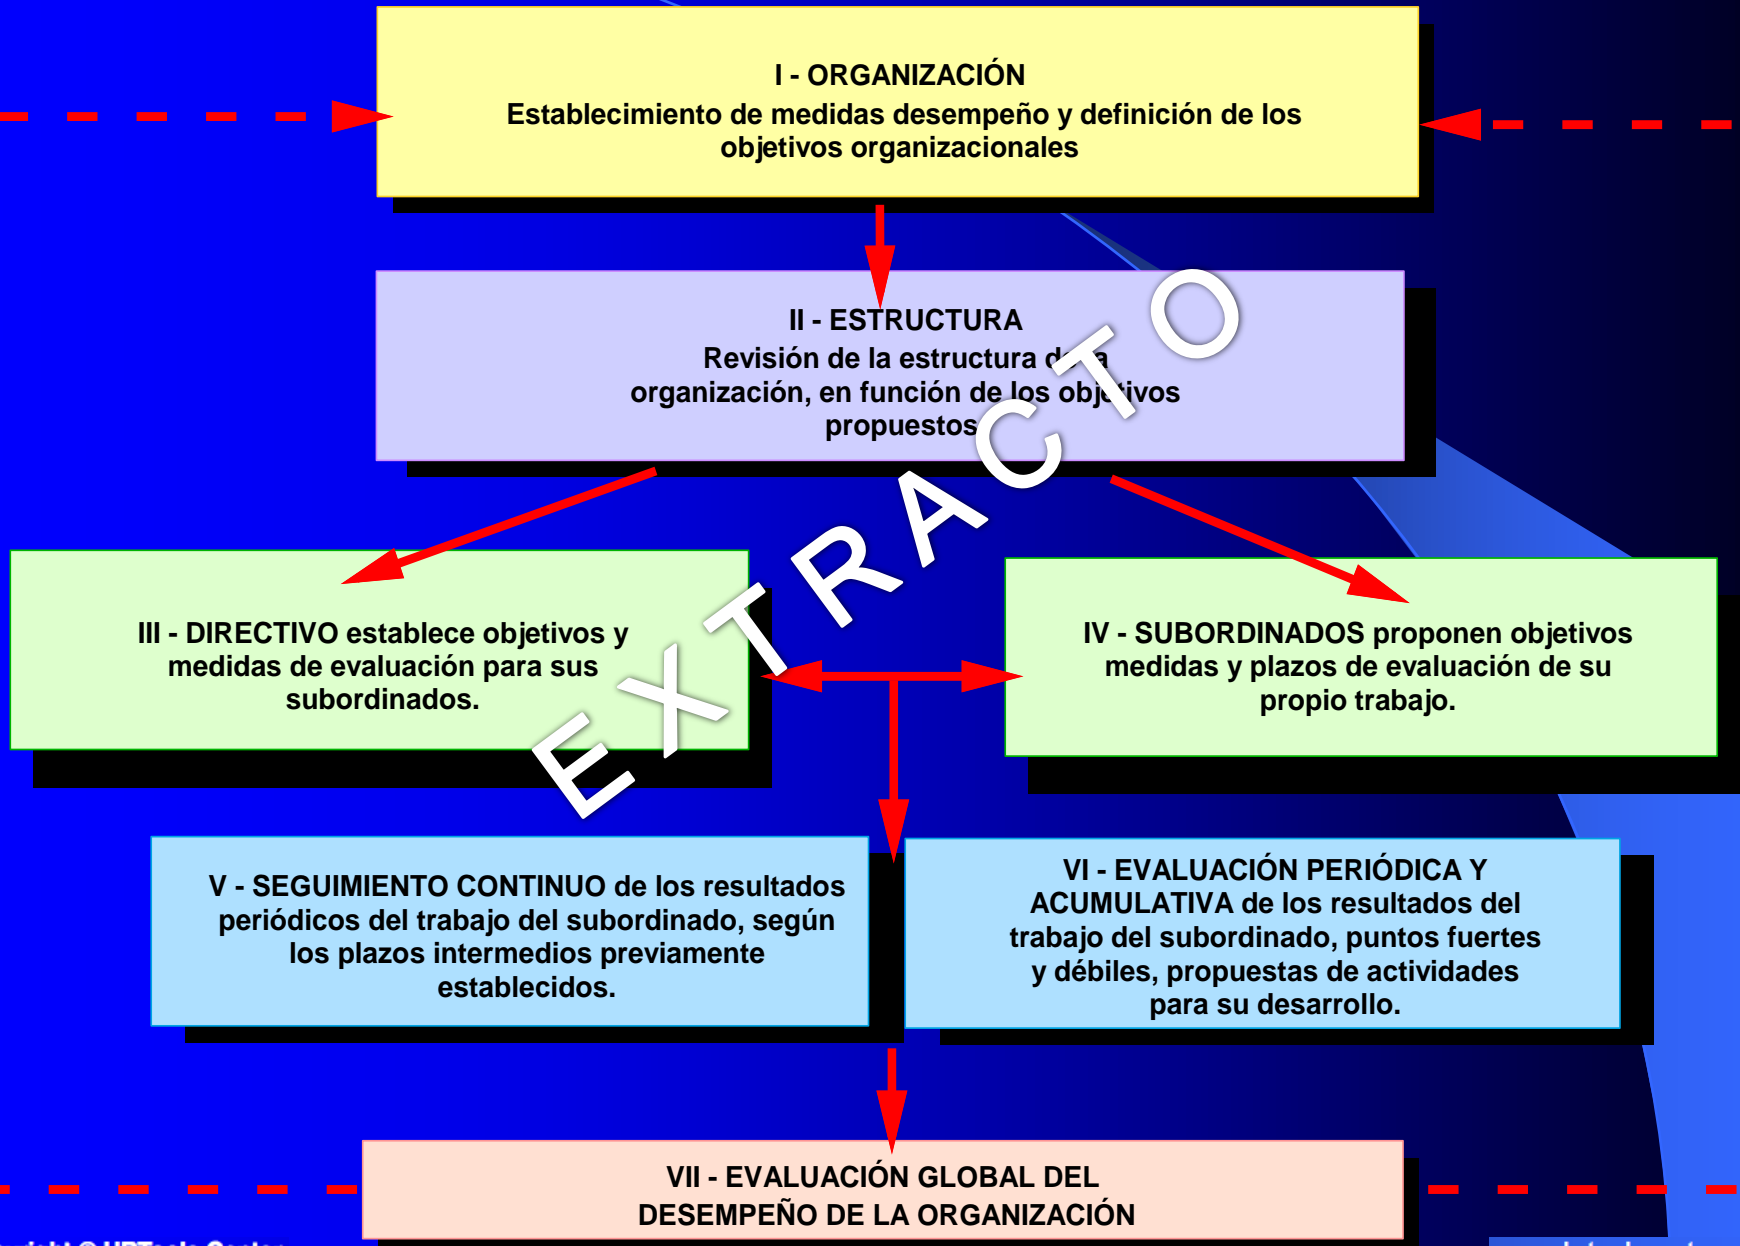 I - ORGANIZACIÓN
Establecimiento de medidas desempeño y definición de los
objetivos organizacionales
II - ESTRUCTURA
Revisión de la estructura de la
organización, en función de los objetivos
propuestos
EXTRACTO
III - DIRECTIVO establece objetivos y
medidas de evaluación para sus
subordinados.
IV - SUBORDINADOS proponen objetivos
medidas y plazos de evaluación de su
propio trabajo.
V - SEGUIMIENTO CONTINUO de los resultados
periódicos del trabajo del subordinado, según
los plazos intermedios previamente
establecidos.
VI - EVALUACIÓN PERIÓDICA Y
ACUMULATIVA de los resultados del
trabajo del subordinado, puntos fuertes
y débiles, propuestas de actividades
para su desarrollo.
VII - EVALUACIÓN GLOBAL DEL
DESEMPEÑO DE LA ORGANIZACIÓN